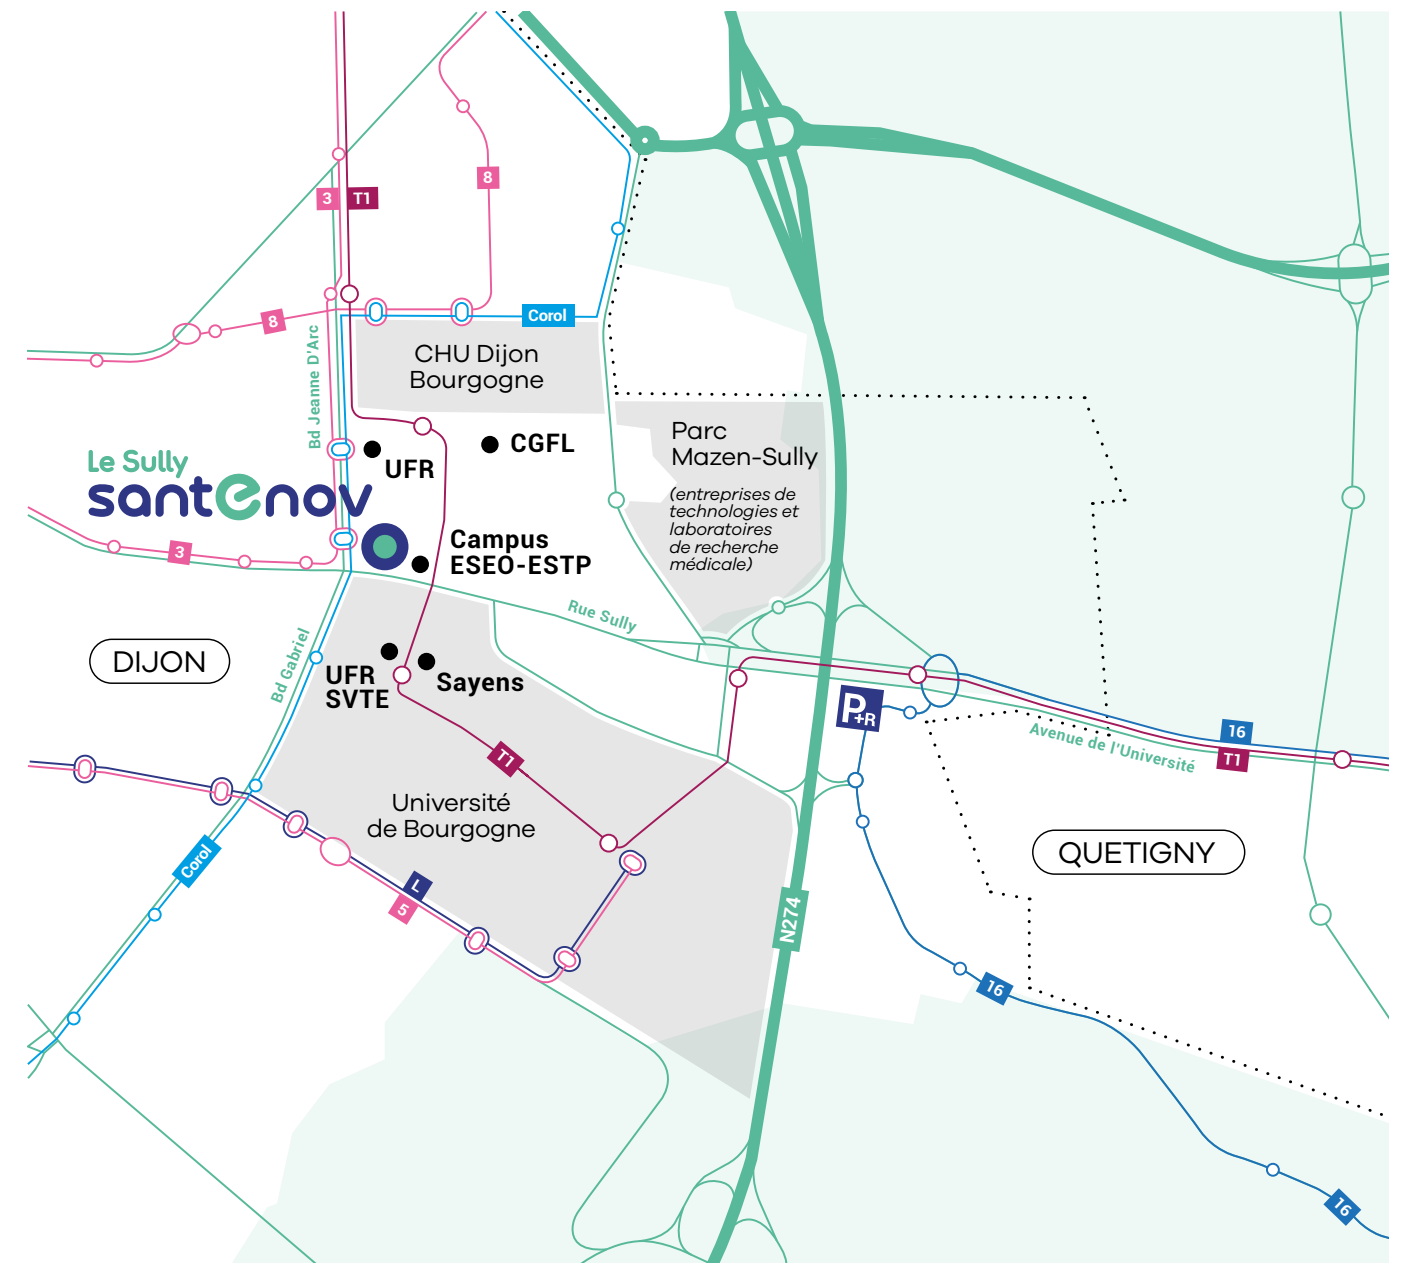 8
3 T1
Corol
8
Bd Jeanne D'Arc
CHU Dijon
Bourgogne
Parc
Mazen-Sully
(entreprises de
technologies et
laboratoires
de recherche
médicale)
CGFL
UFR
Le Sully
santenov
Campus
ESEO-ESTP
3
Rue Sully
DIJON
Bd Gabriel
UFR
SVTE
Sayens
P+R
16
T1
Avenue de l'Université
T1
Université
de Bourgogne
QUETIGNY
Corol
L
5
N274
16
16